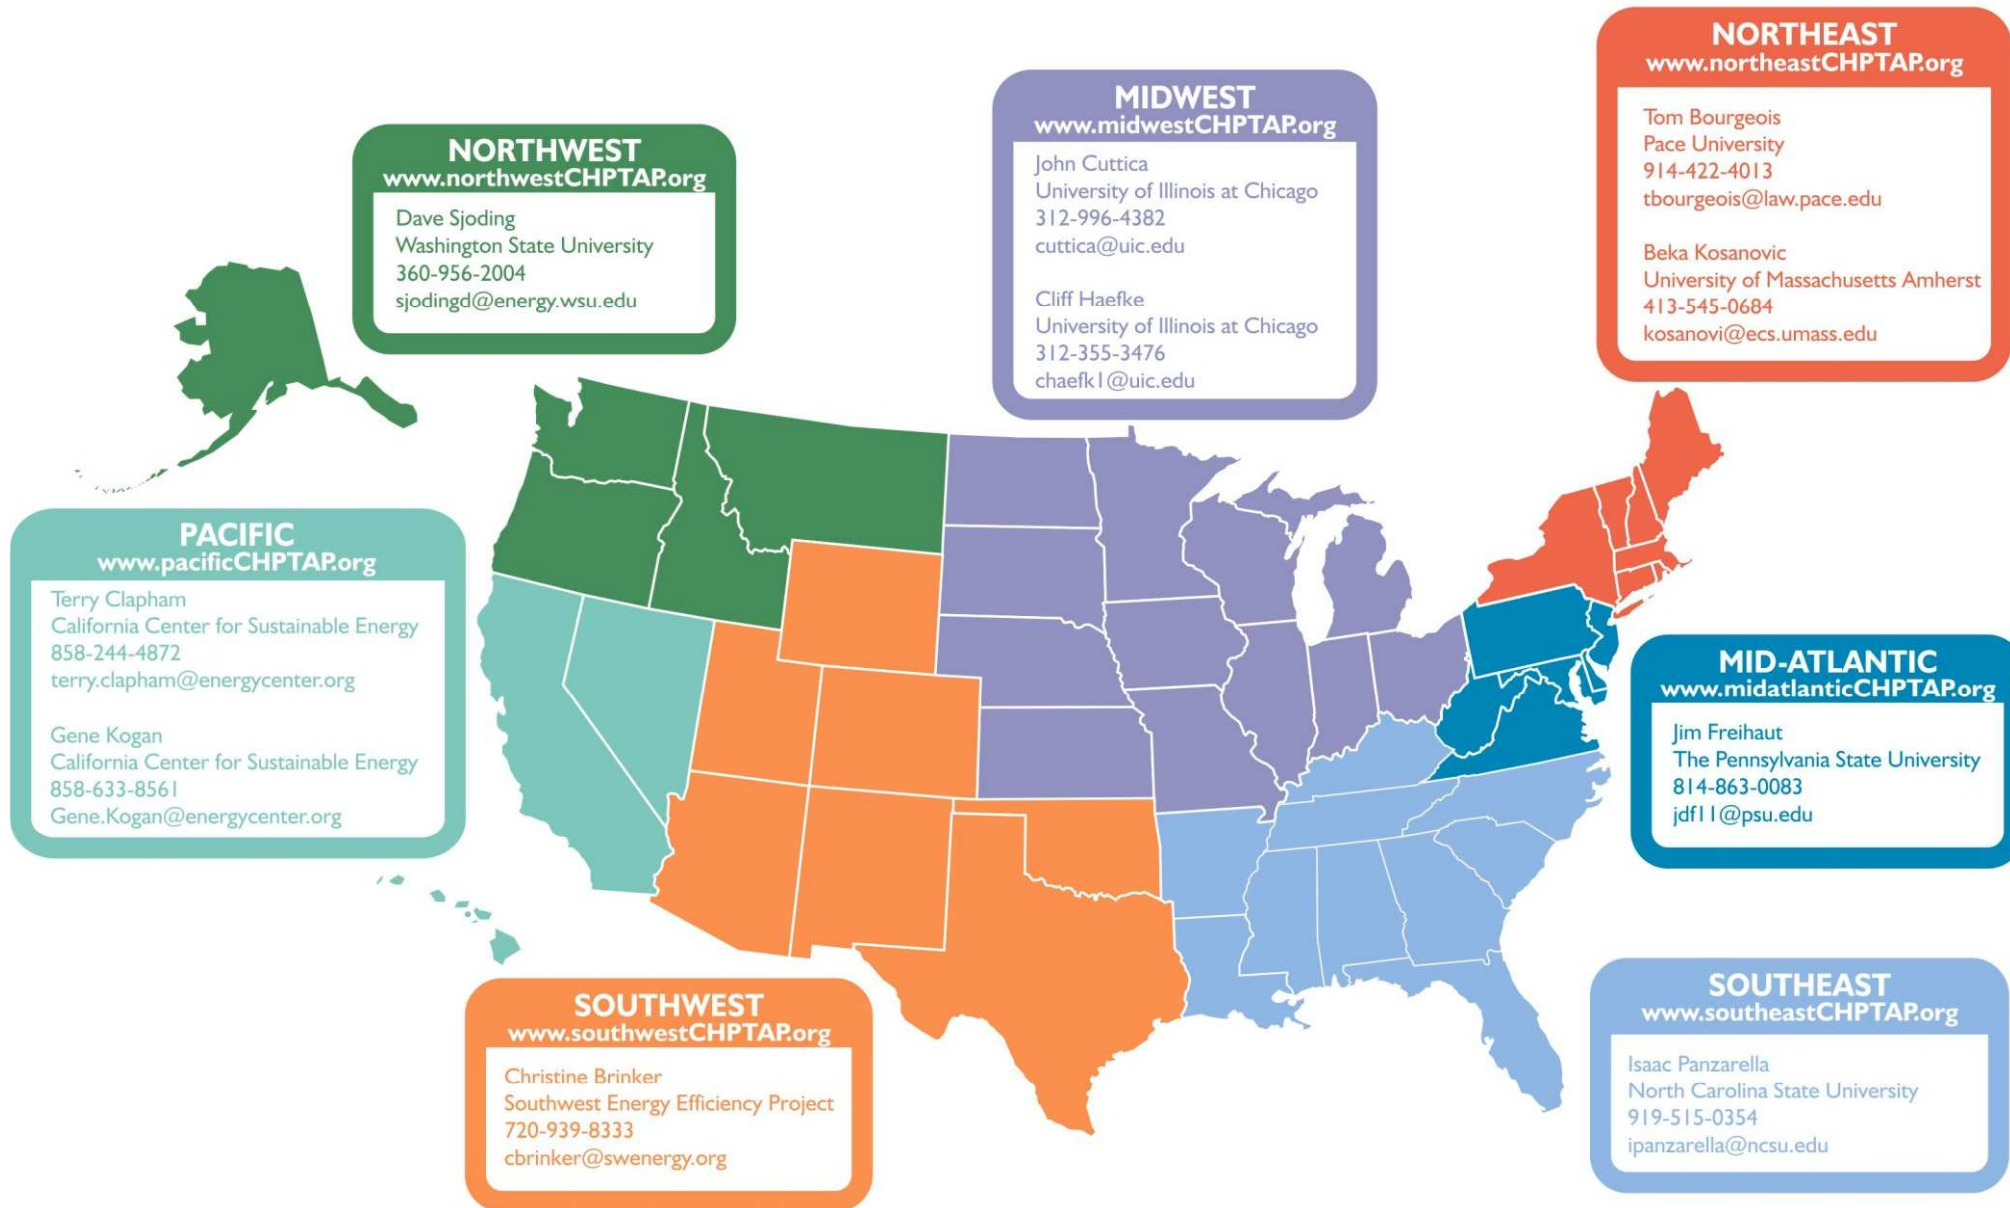 NORTHEAST
www.northeastCHPTAP.org
Tom Bourgeois
Pace University
914-422-4013
tbourgeois@law.pace.edu
Beka Kosanovic
University of Massachusetts Amherst
413-545-0684
kosanovi@ecs.umass.edu
MIDWEST
www.midwestCHPTAP.org
John Cuttica
University of Illinois at Chicago
312-996-4382
cuttica@uic.edu
Cliff Haefke
University of Illinois at Chicago
312-355-3476
chaefk1@uic.edu
NORTHWEST
www.northwestCHPTAP.org
Dave Sjoding
Washington State University
360-956-2004
sjodingd@energy.wsu.edu
PACIFIC
www.pacificCHPTAP.org
Terry Clapham
California Center for Sustainable Energy
858-244-4872
terry.clapham@energycenter.org
Gene Kogan
California Center for Sustainable Energy
858-633-8561
Gene.Kogan@energycenter.org
MID-ATLANTIC
www.midatlanticCHPTAP.org
Jim Freihaut
The Pennsylvania State University
814-863-0083
jdf11@psu.edu
SOUTHWEST
www.southwestCHPTAP.org
Christine Brinker
Southwest Energy Efficiency Project
720-939-8333
cbrinker@swenergy.org
SOUTHEAST
www.southeastCHPTAP.org
Isaac Panzarella
North Carolina State University
919-515-0354
ipanzarella@ncsu.edu